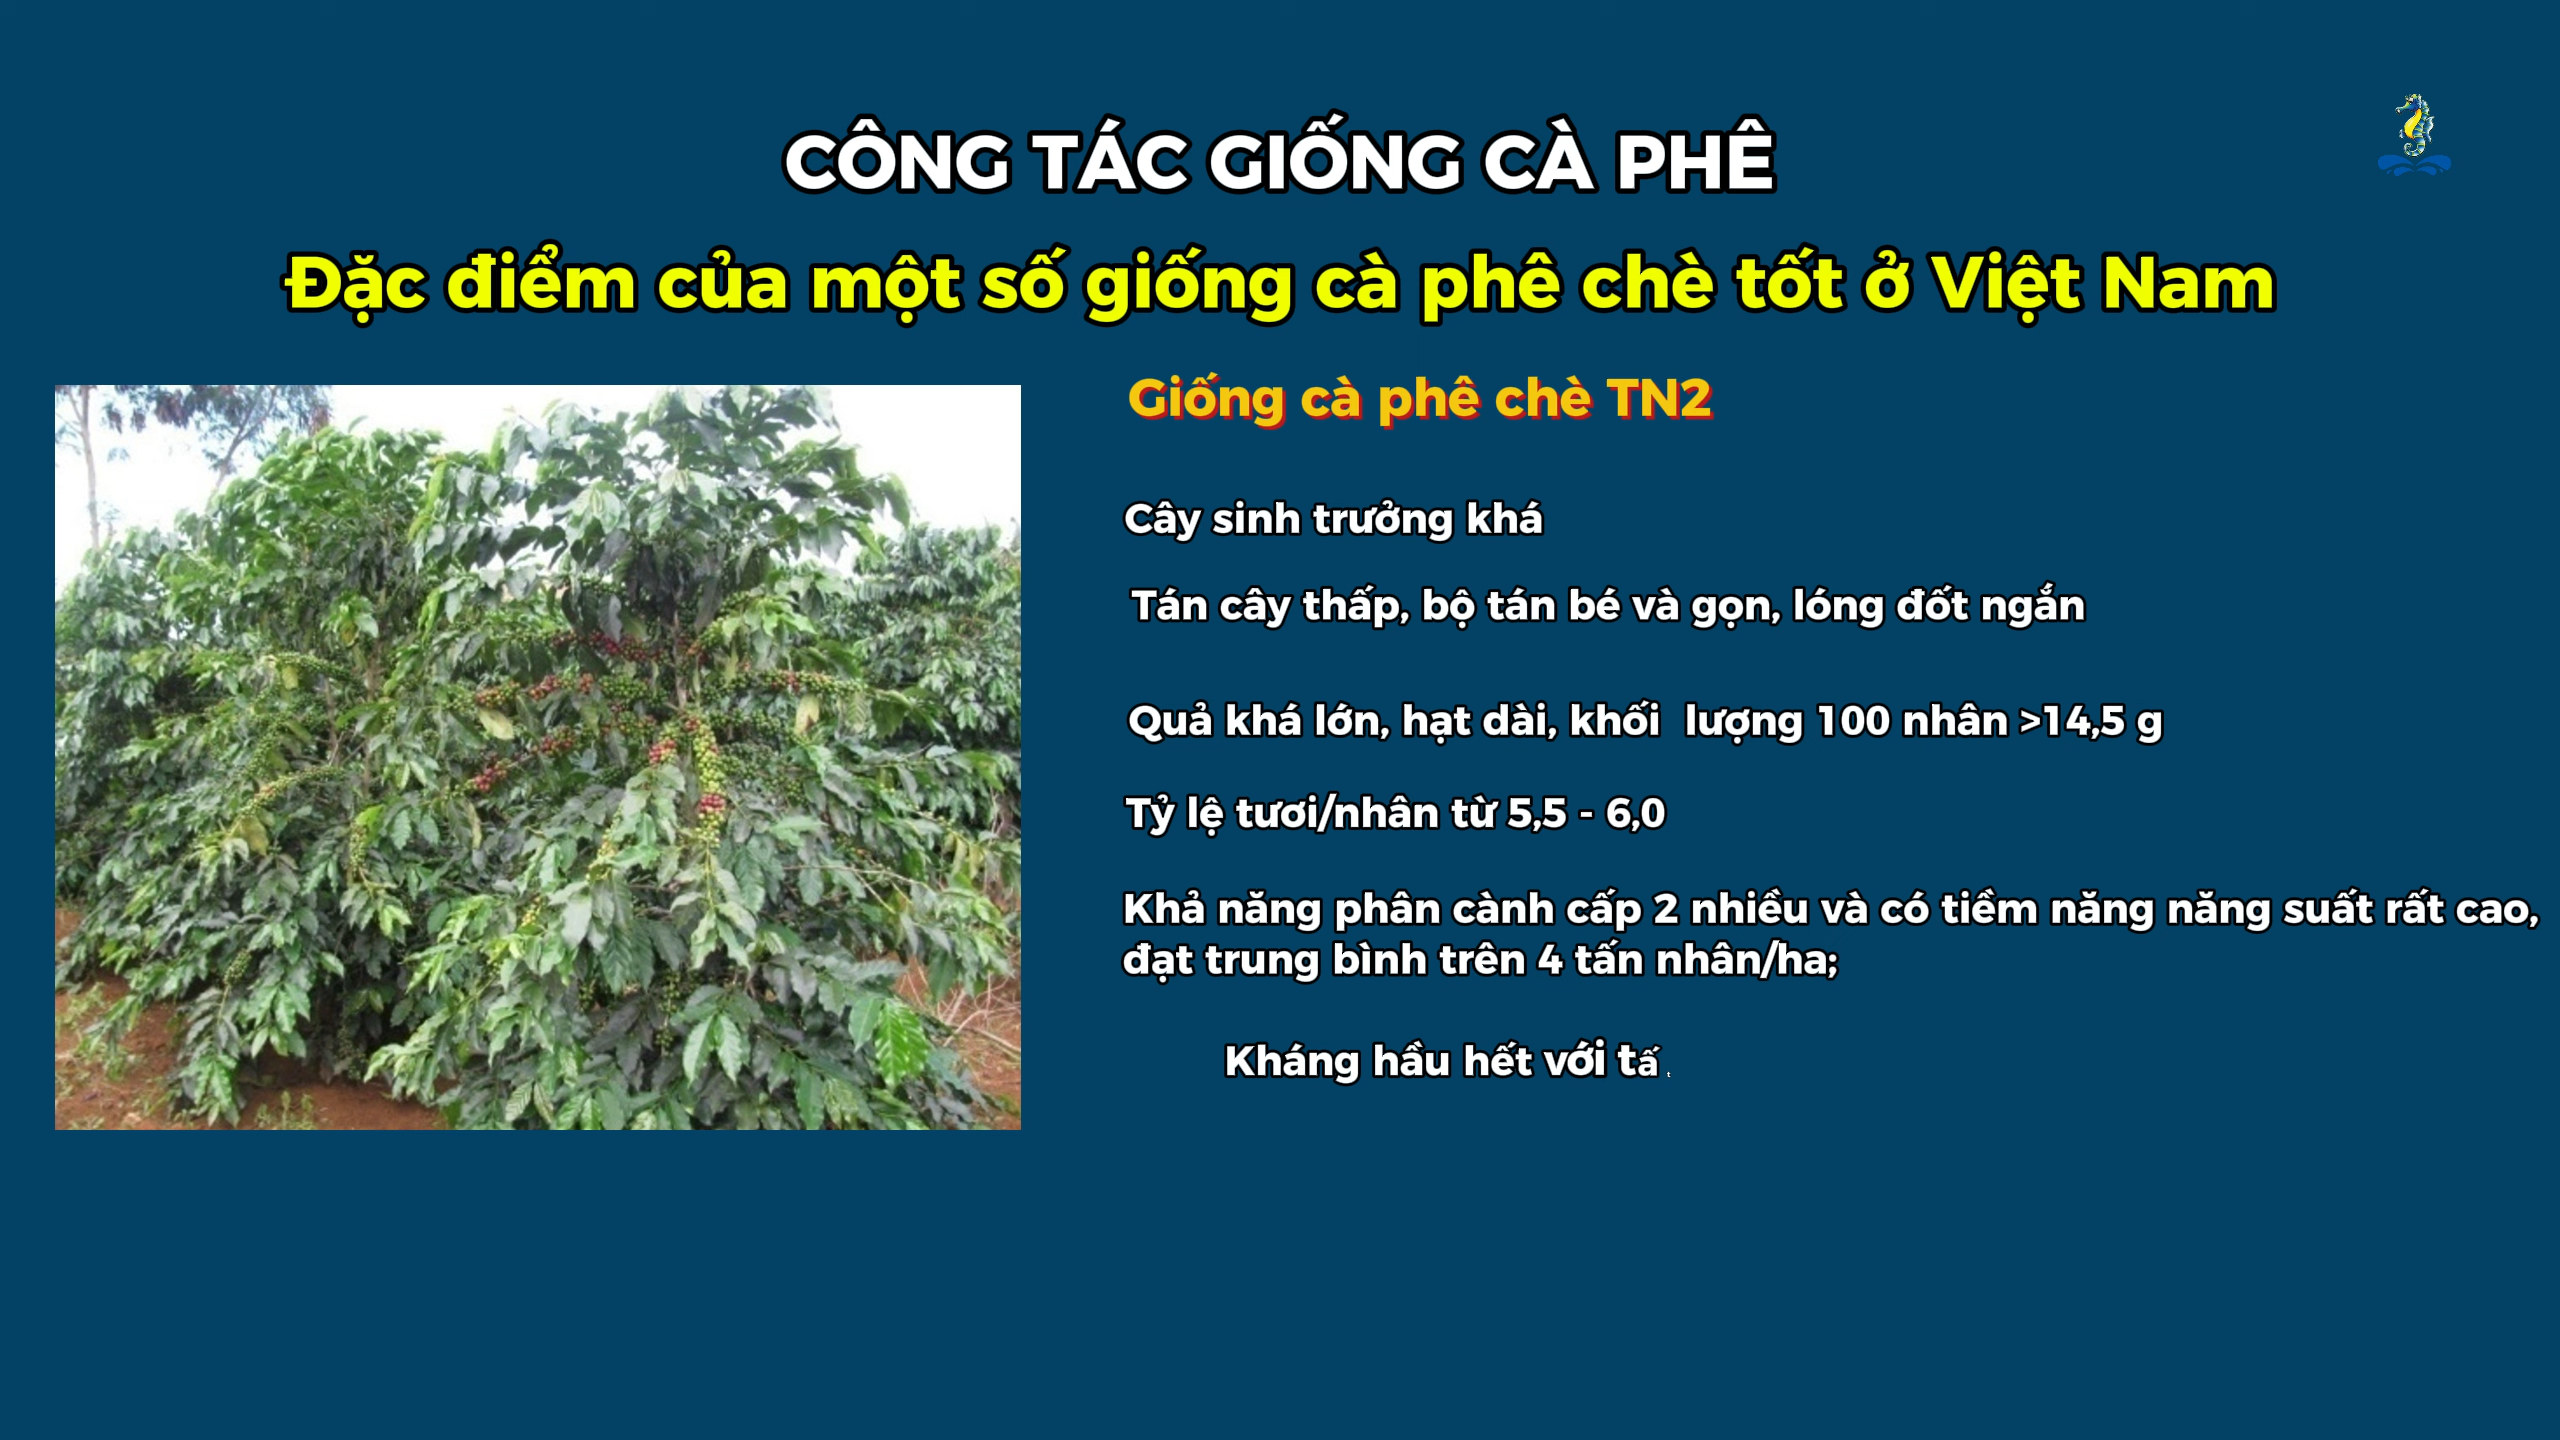 CÔNG TÁC GIỐNG CÀ PHÊ
Đặc điểm của một số giống cà phê chè tốt ở Việt Nam
Giống cà phê chè TN2
Cây sinh trưởng khá
Tán cây thấp, bộ tán bé và gọn, lóng đốt ngắn
Quả khá lớn, hạt dài, khối lượng 100 nhân >14,5 g
Tỷ lệ tươi/nhân từ 5,5 - 6,0
Khả năng phân cành cấp 2 nhiều và có tiềm năng năng suất rất cao,
đạt trung bình trên 4 tấn nhân/ha;
Kháng hầu hết với tất